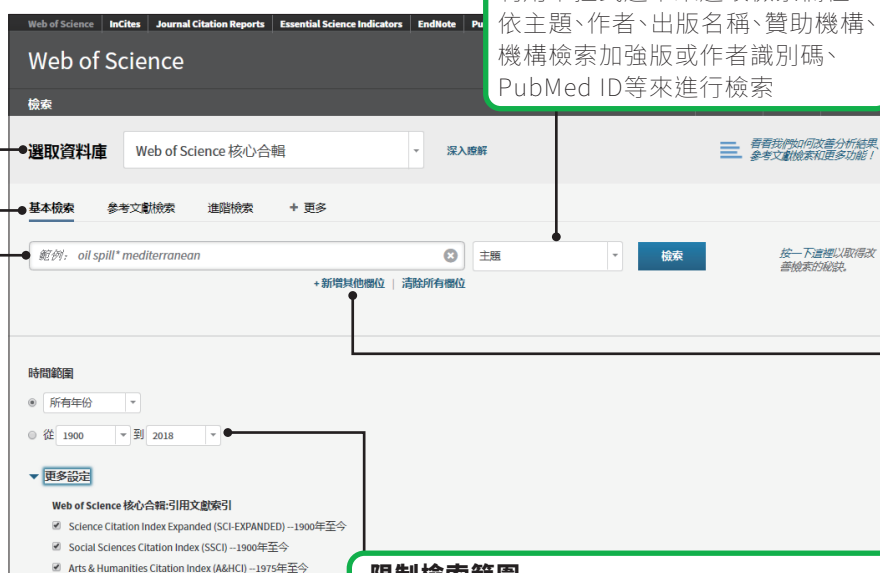 Web of Science InCites Journal Citation Reports Essential Science Indicators EndNote
依主題、作者、出版名稱、贊助機構、
機構檢索加強版或作者識別碼、
PubMed ID等來進行檢索
Web of Science
檢索
選取資料庫 Web of Science 核心合輯 深入瞭解
看看我們如何改善分析結果、
參考文獻檢索和更多功能！
基本檢索 參考文獻檢索 進階檢索 + 更多
範例： oil spill* mediterranean 主題 檢索
按一下這裡以取得改
善檢索的秘訣。
+ 新增其他欄位 | 清除所有欄位
時間範圍
所有年份
從 1900 到 2018
更多設定
Web of Science 核心合輯:引用文獻索引
Science Citation Index Expanded (SCI-EXPANDED) --1900年至今
Social Sciences Citation Index (SSCI) --1900年至今
Arts & Humanities Citation Index (A&HCI) --1975年至今
限制檢索範圍